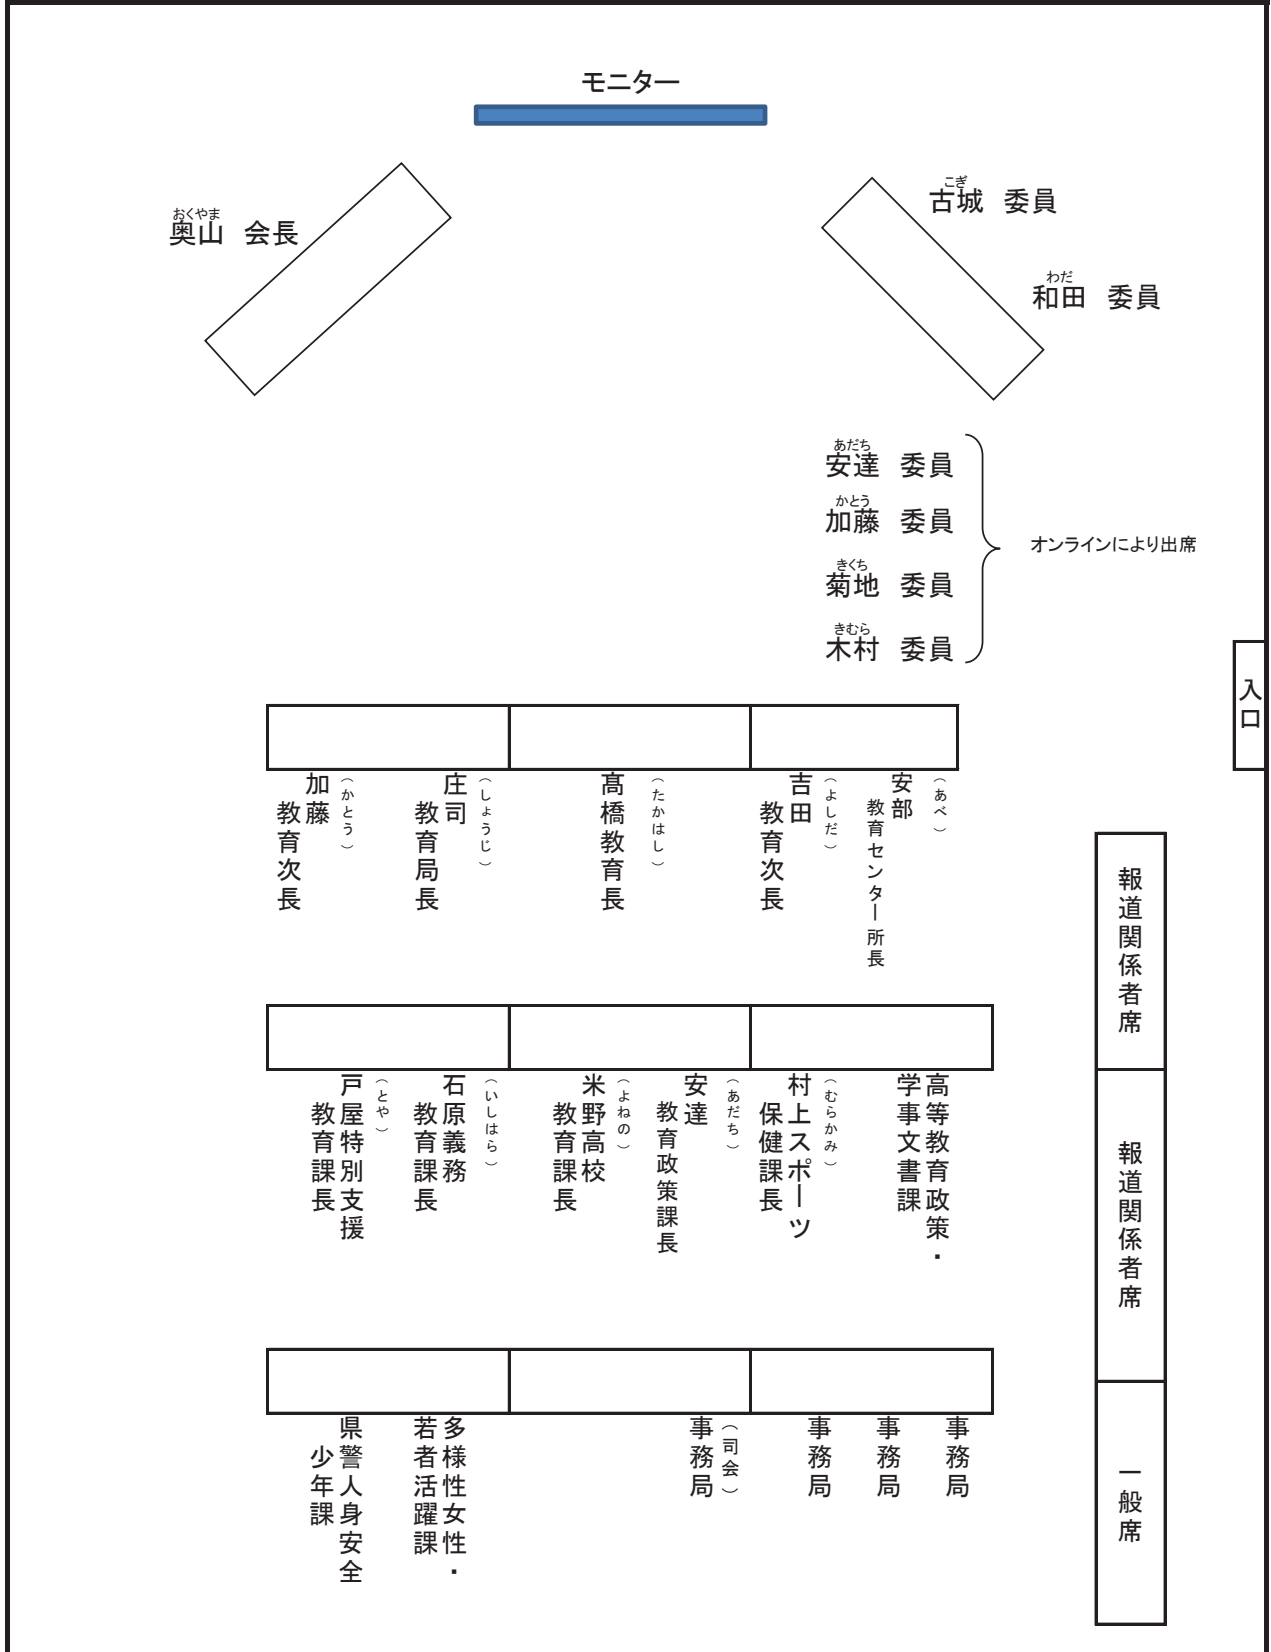 モニター
おくやま
奥山 会長
こぎ
古城 委員
わだ
和田 委員
あだち
安達 委員
かとう
加藤 委員
きくち
菊地 委員
きむら
木村 委員
オンラインにより出席
入口
(あべ)
安部
教育センター所長
(よしだ)
吉田
教育次長
(たかはし)
髙橋教育長
(しょうじ)
庄司
教育局長
(かとう)
加藤
教育次長
高等教育政策・
学事文書課
(むらかみ)
村上スポーツ
保健課長
(あだち)
安達
教育政策課長
(よねの)
米野高校
教育課長
(いしはら)
石原義務
教育課長
(とや)
戸屋特別支援
教育課長
事務局
事務局
事務局
(司会)
事務局
多様性女性・
若者活躍課
県警人身安全
少年課
報道関係者席
報道関係者席
一般席